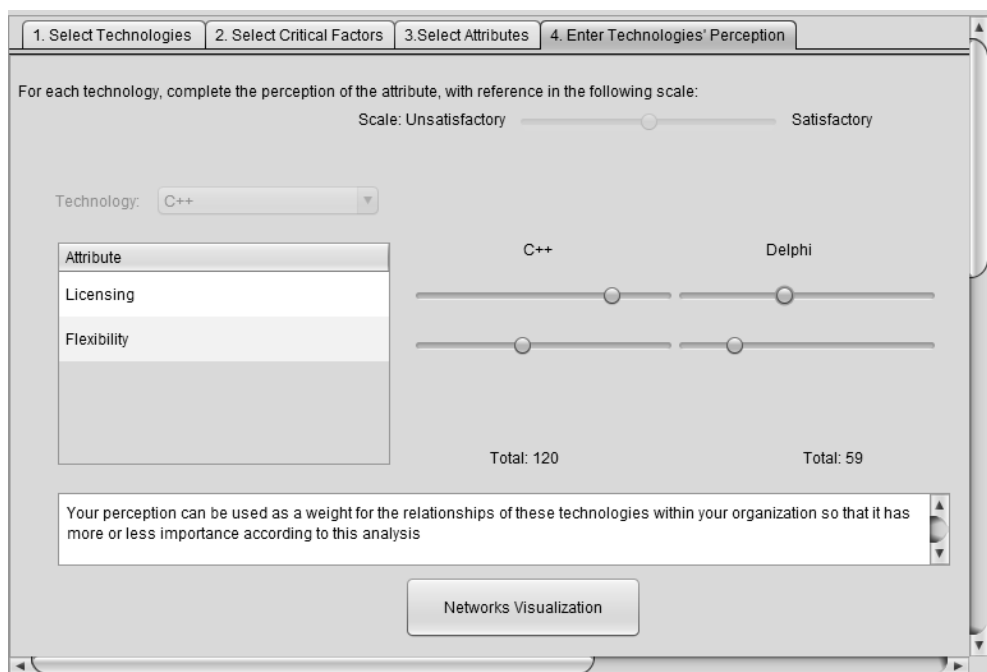 1. Select Technologies 2. Select Critical Factors 3.Select Attributes 4. Enter Technologies' Perception
For each technology, complete the perception of the attribute, with reference in the following scale:
Scale: Unsatisfactory Satisfactory
Technology: C++
Attribute C++ Delphi
Licensing
Flexibility
Total: 120 Total: 59
Your perception can be used as a weight for the relationships of these technologies within your organization so that it has
more or less importance according to this analysis
Networks Visualization